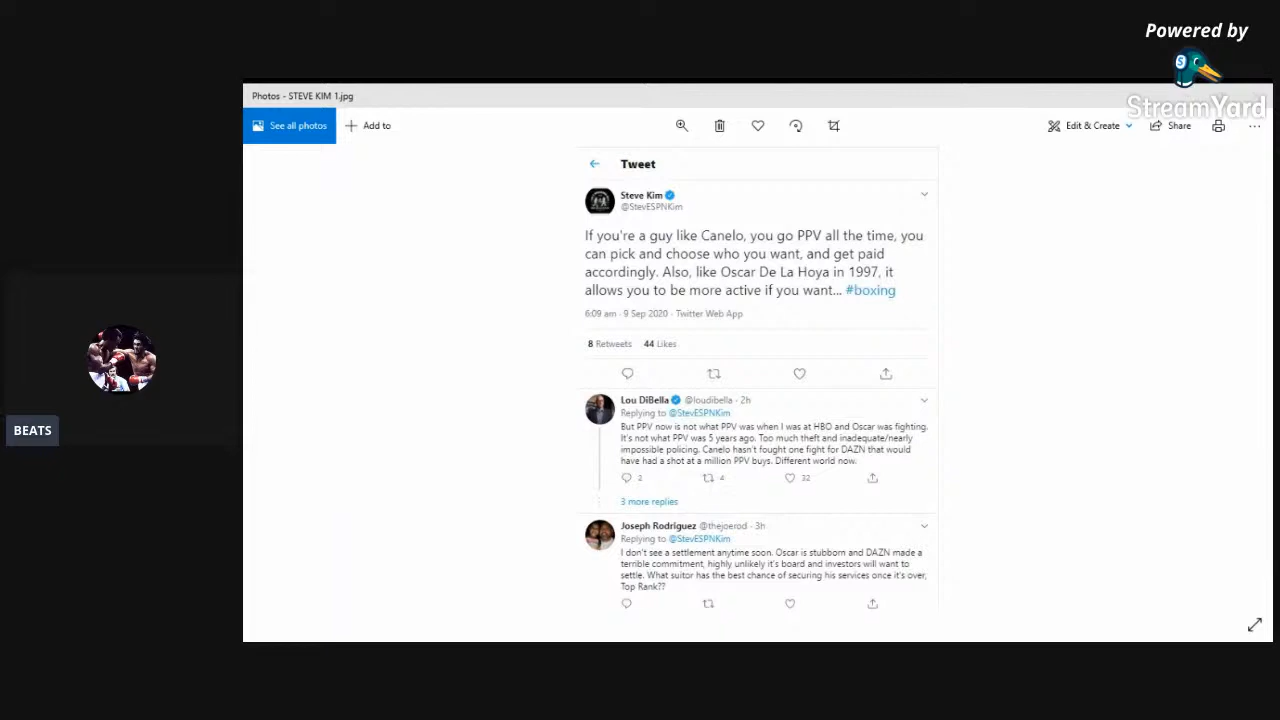 Powered by
StreamYard
Photos - STEVE KIM 1.jpg
See all photos
Add to
Edit & Create
Share
Tweet
Steve Kim
@StevESPNKim
If you're a guy like Canelo, you go PPV all the time, you
can pick and choose who you want, and get paid
accordingly. Also, like Oscar De La Hoya in 1997, it
allows you to be more active if you want... #boxing
6:09 am · 9 Sep 2020 · Twitter Web App
8 Retweets 44 Likes
Lou DiBella @loudibella · 2h
Replying to @StevESPNKim
But PPV now is not what PPV was when I was at HBO and Oscar was fighting.
It's not what PPV was 5 years ago. Too much theft and inadequate/nearly
impossible policing. Canelo hasn't fought one fight for DAZN that would
have had a shot at a million PPV buys. Different world now.
2 4 32
3 more replies
Joseph Rodriguez @thejoerod · 3h
Replying to @StevESPNKim
I don't see a settlement anytime soon. Oscar is stubborn and DAZN made a
terrible commitment, highly unlikely it's board and investors will want to
settle. What suitor has the best chance of securing his services once it's over,
Top Rank??
BEATS